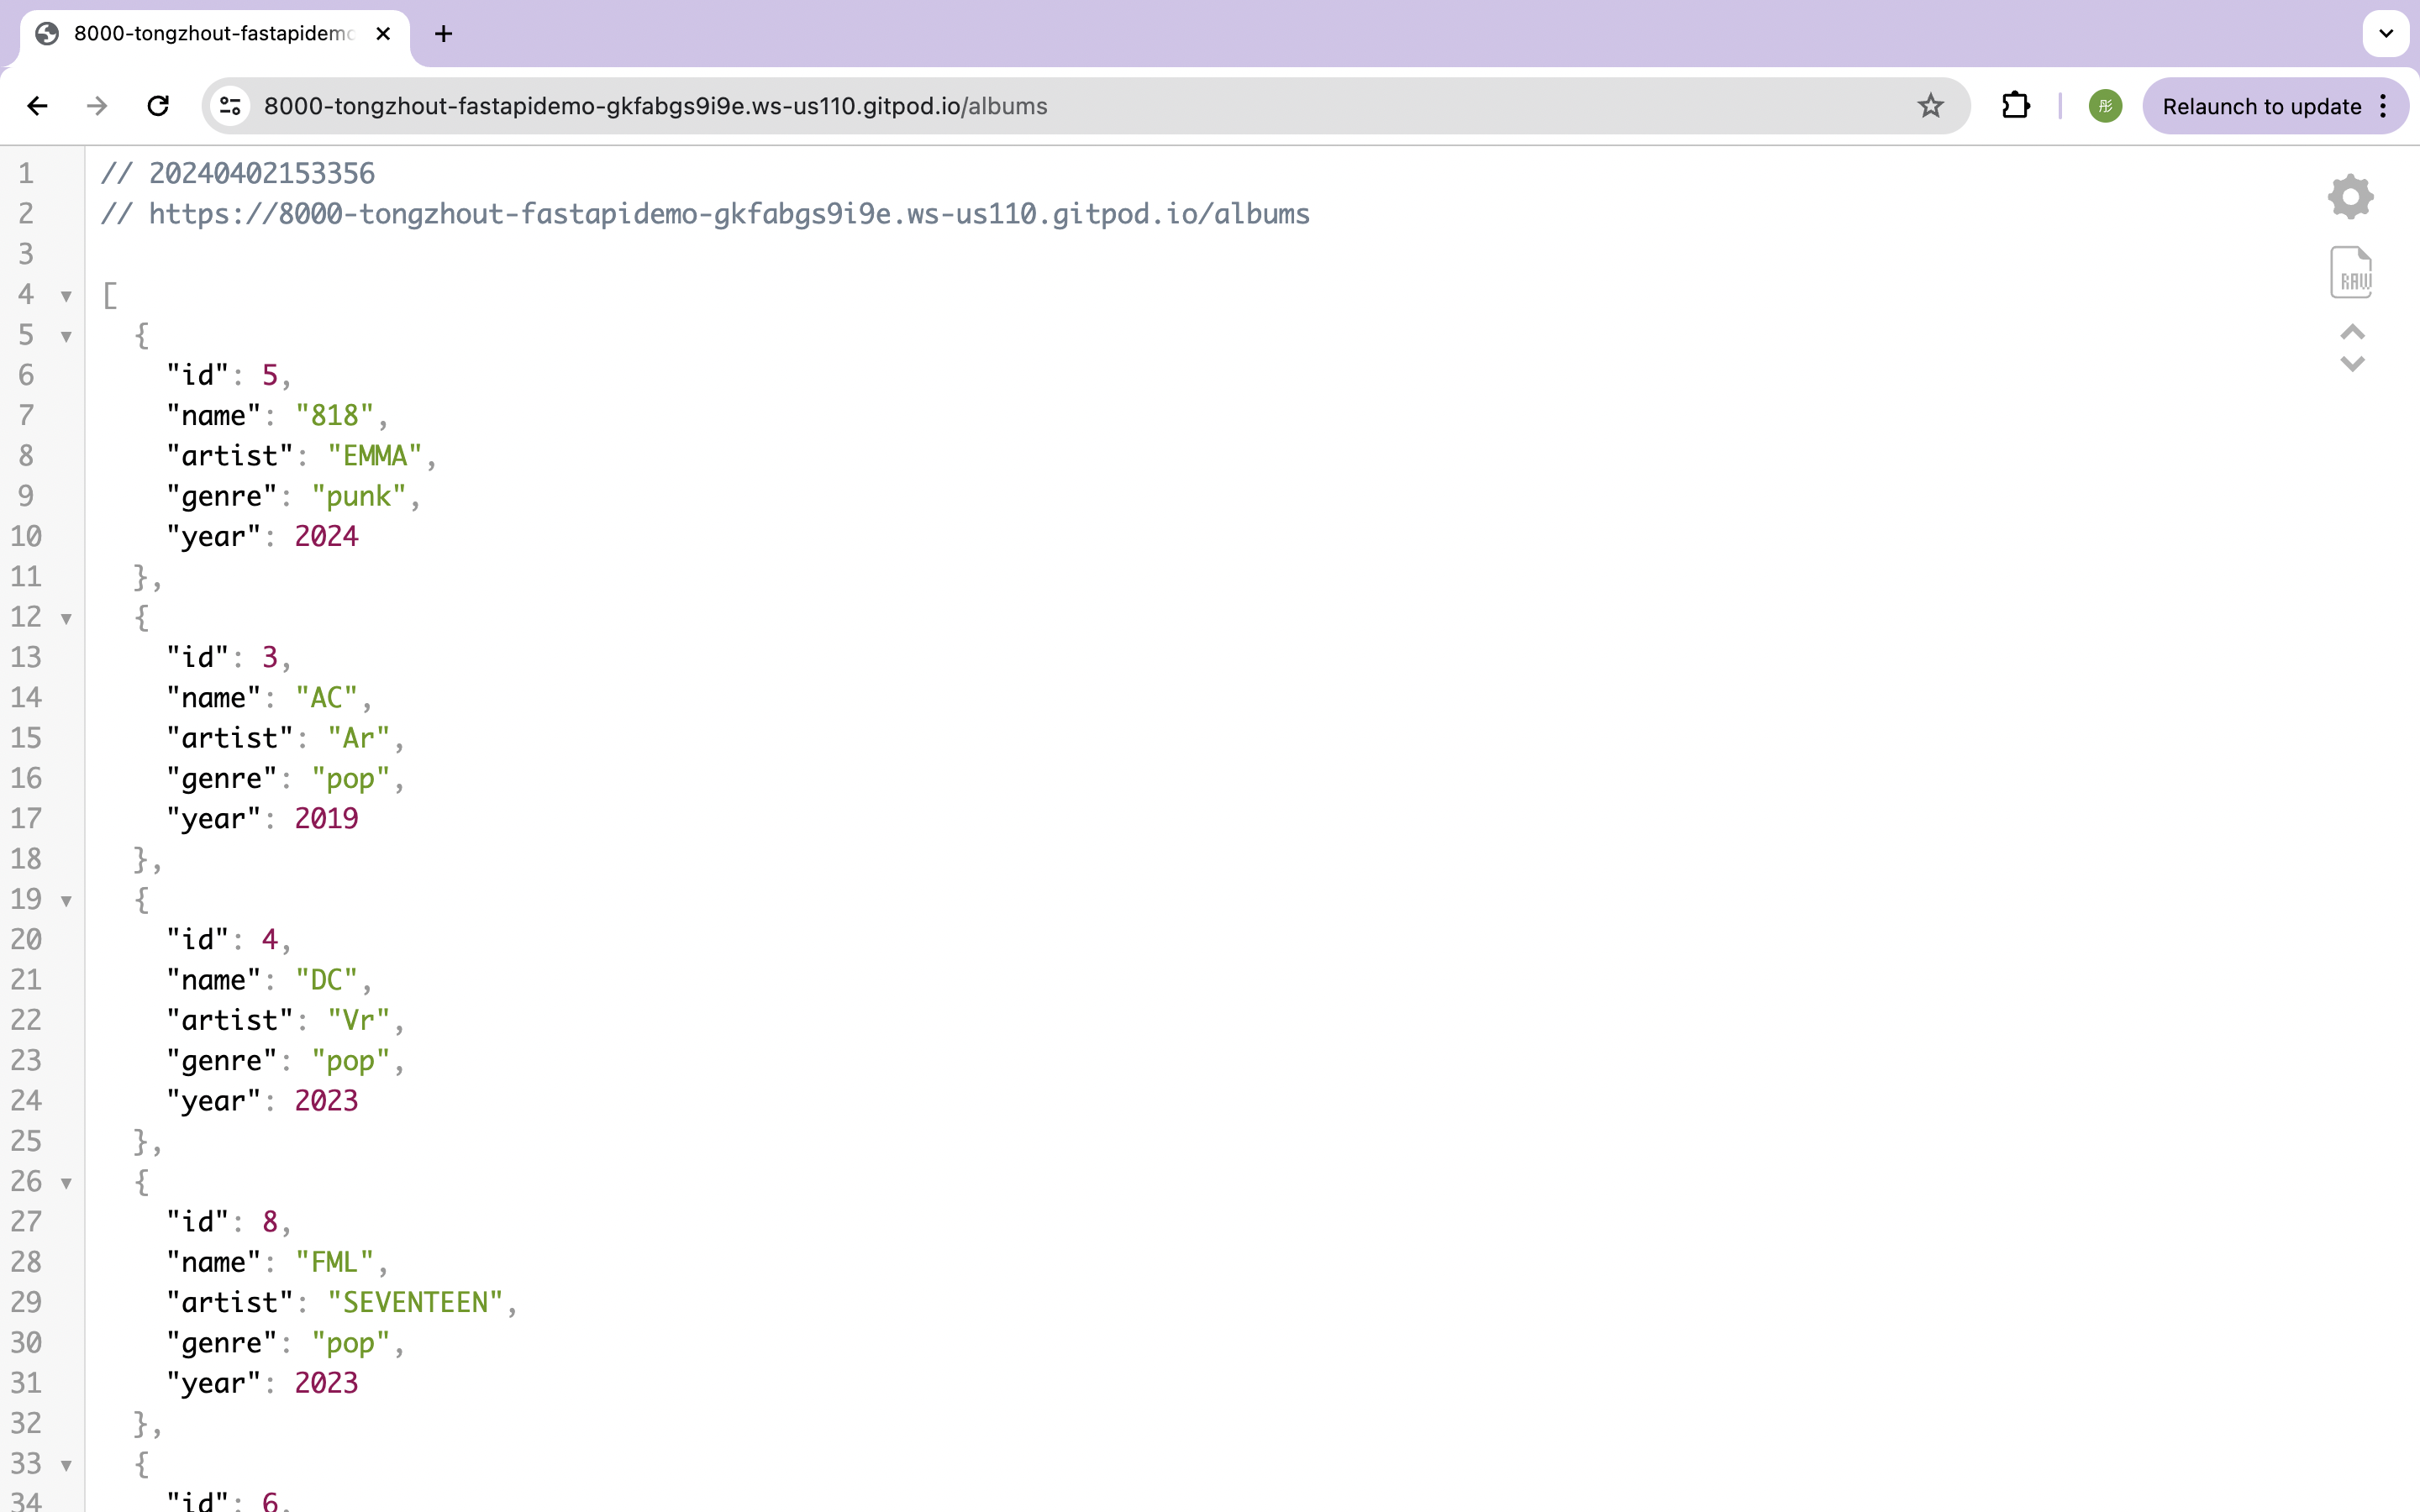 8000-tongzhout-fastapidemo
8000-tongzhout-fastapidemo-gkfabgs9i9e.ws-us110.gitpod.io/albums
彤
Relaunch to update
1 // 20240402153356
2 // https://8000-tongzhout-fastapidemo-gkfabgs9i9e.ws-us110.gitpod.io/albums
3
4 [
5 {
6 "id": 5,
7 "name": "818",
8 "artist": "EMMA",
9 "genre": "punk",
10 "year": 2024
11 },
12 {
13 "id": 3,
14 "name": "AC",
15 "artist": "Ar",
16 "genre": "pop",
17 "year": 2019
18 },
19 {
20 "id": 4,
21 "name": "DC",
22 "artist": "Vr",
23 "genre": "pop",
24 "year": 2023
25 },
26 {
27 "id": 8,
28 "name": "FML",
29 "artist": "SEVENTEEN",
30 "genre": "pop",
31 "year": 2023
32 },
33 {
34 "id": 6,
RAW